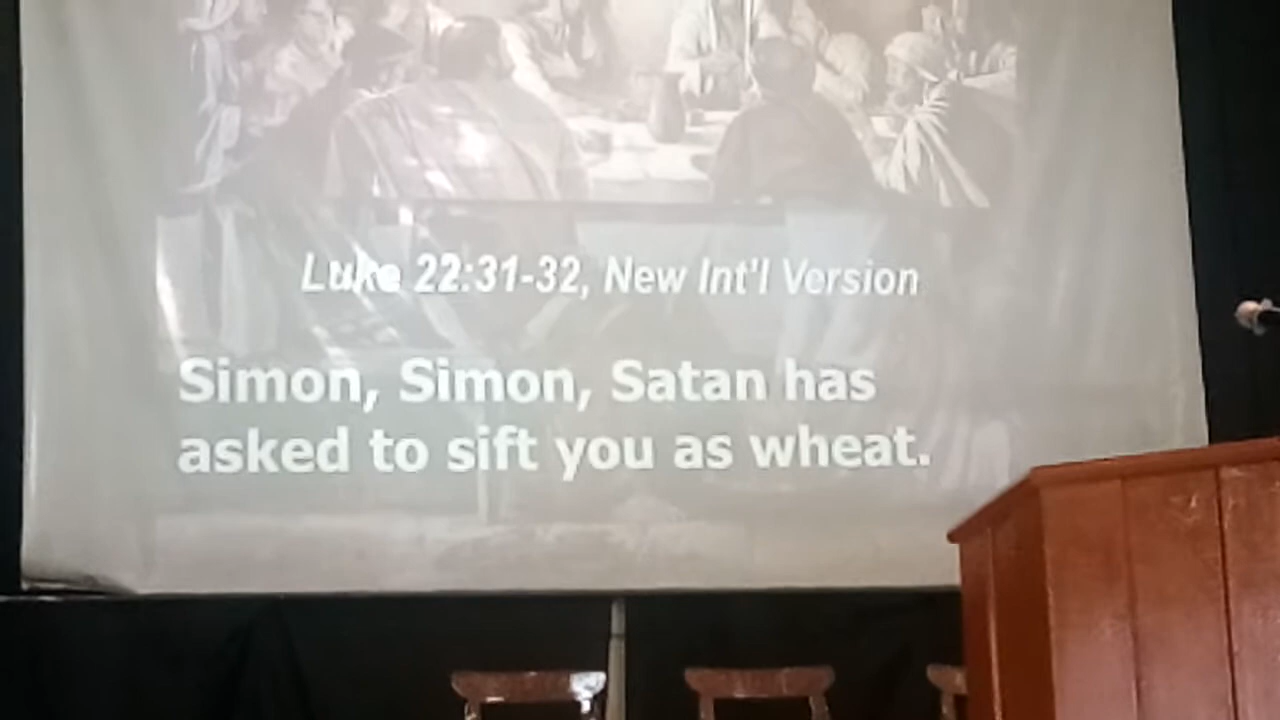 Luke 22:31-32, New Int'l Version
Simon, Simon, Satan has
asked to sift you as wheat.